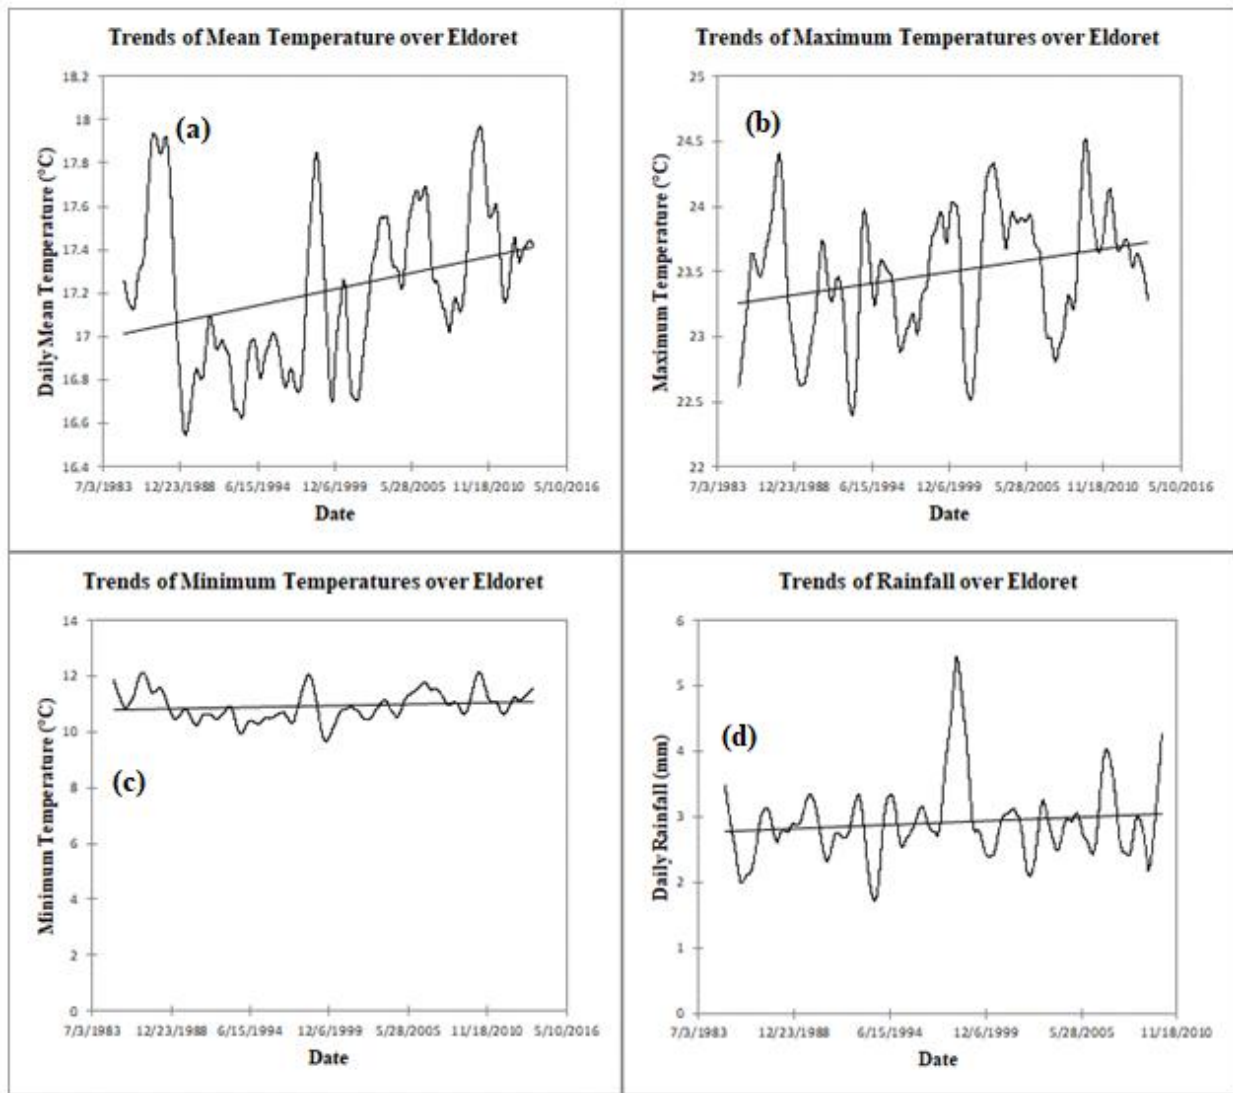 Trends of Mean Temperature over Eldoret
(a)
Daily Mean Temperature (°C)
18.2
18
17.8
17.6
17.4
17.2
17
16.8
16.6
16.4
7/3/1983 12/23/1988 6/15/1994 12/6/1999 5/28/2005 11/18/2010 5/10/2016
Date
Trends of Maximum Temperatures over Eldoret
(b)
Maximum Temperature (°C)
25
24.5
24
23.5
23
22.5
22
7/3/1983 12/23/1988 6/15/1994 12/6/1999 5/28/2005 11/18/2010 5/10/2016
Date
Trends of Minimum Temperatures over Eldoret
(c)
Minimum Temperature (°C)
14
12
10
8
6
4
2
0
7/3/1983 12/23/1988 6/15/1994 12/6/1999 5/28/2005 11/18/2010 5/10/2016
Date
Trends of Rainfall over Eldoret
(d)
Daily Rainfall (mm)
6
5
4
3
2
1
0
7/3/1983 12/23/1988 6/15/1994 12/6/1999 5/28/2005 11/18/2010
Date